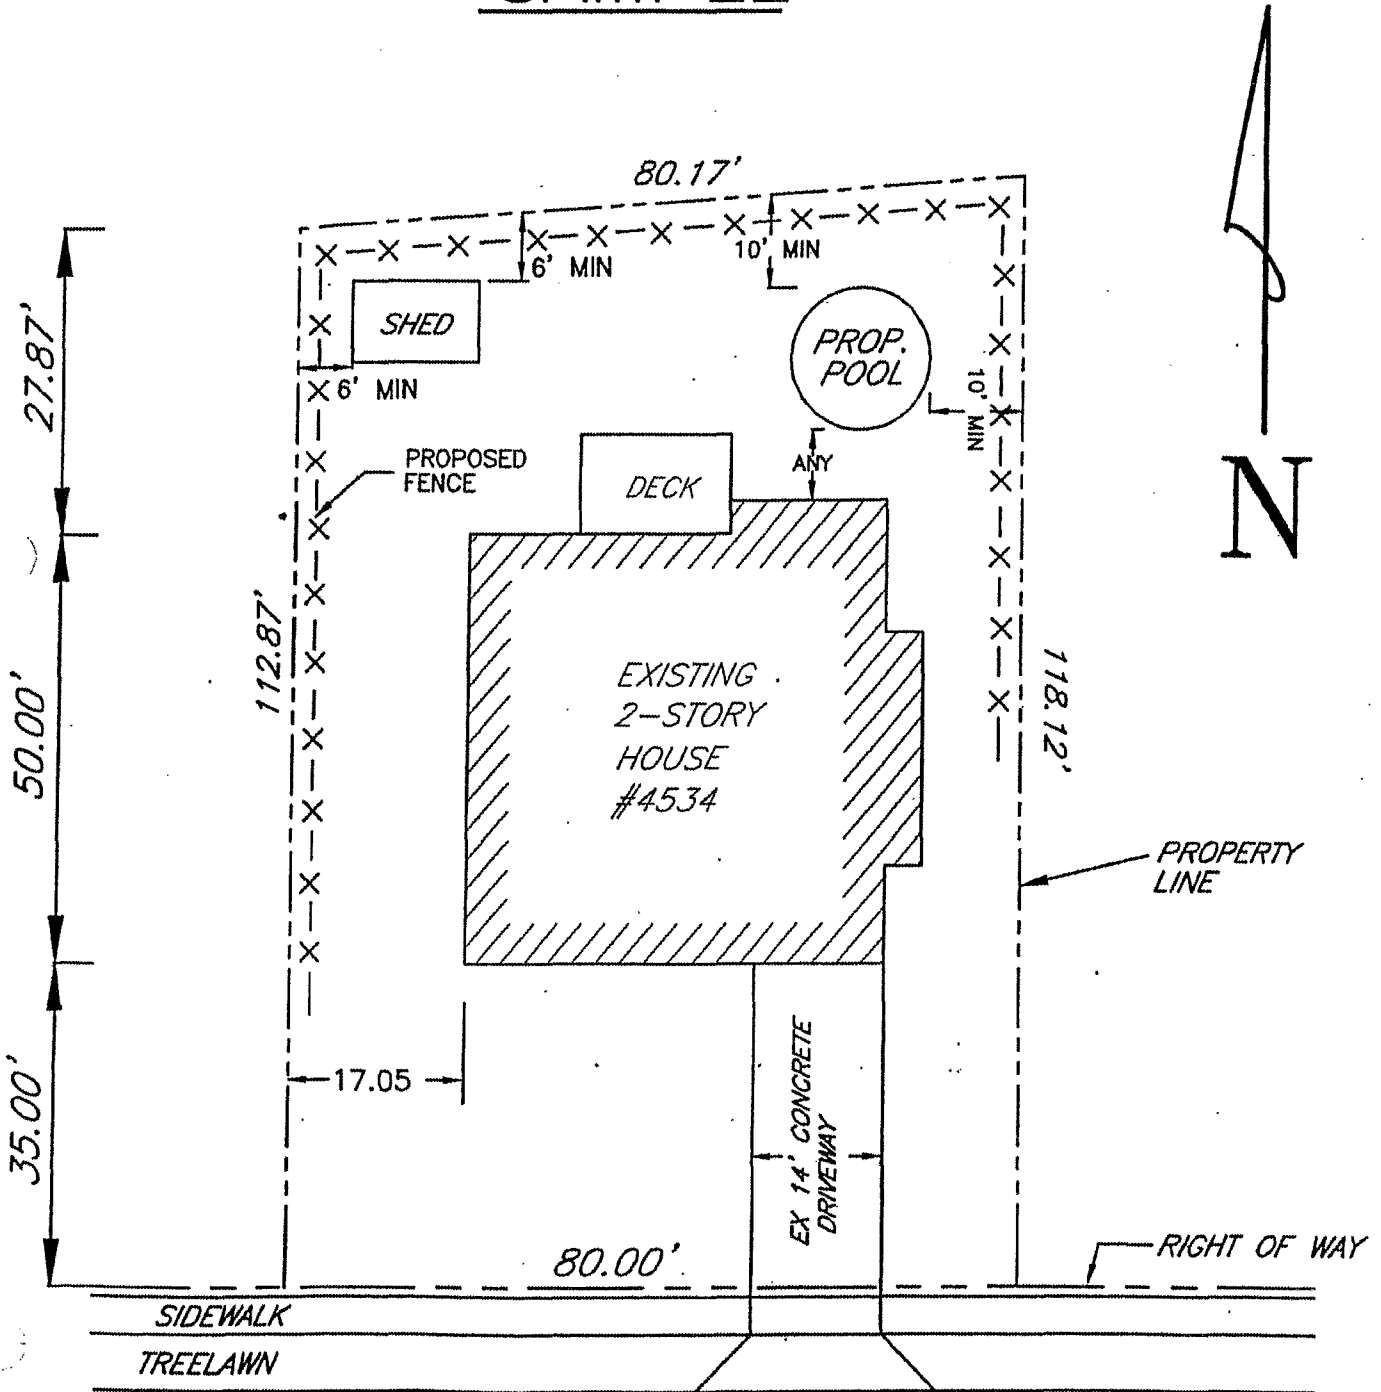 80.17'
6' MIN
10' MIN
SHED
PROP.
POOL
27.87'
6' MIN
10' MIN
PROPOSED
FENCE
ANY
DECK
N
112.87'
50.00'
EXISTING
2-STORY
HOUSE
#4534
118.12'
PROPERTY
LINE
17.05
35.00'
EX 14' CONCRETE
DRIVEWAY
80.00'
RIGHT OF WAY
SIDEWALK
TREELAWN